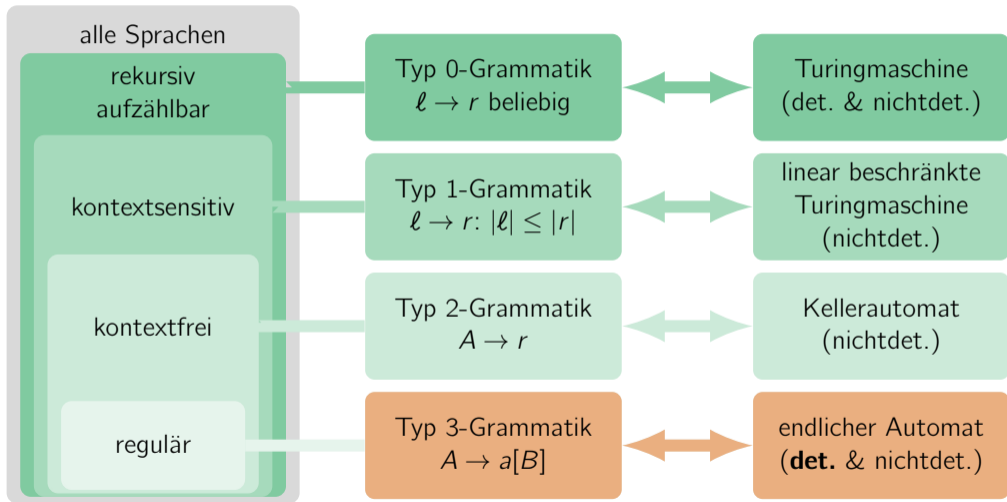 alle Sprachen
rekursiv
aufzählbar
kontextsensitiv
kontextfrei
regulär
Typ 0-Grammatik
ℓ → r beliebig
Turingmaschine
(det. & nichtdet.)
Typ 1-Grammatik
ℓ → r: |ℓ| ≤ |r|
linear beschränkte
Turingmaschine
(nichtdet.)
Typ 2-Grammatik
A → r
Kellerautomat
(nichtdet.)
Typ 3-Grammatik
A → a[B]
endlicher Automat
(det. & nichtdet.)